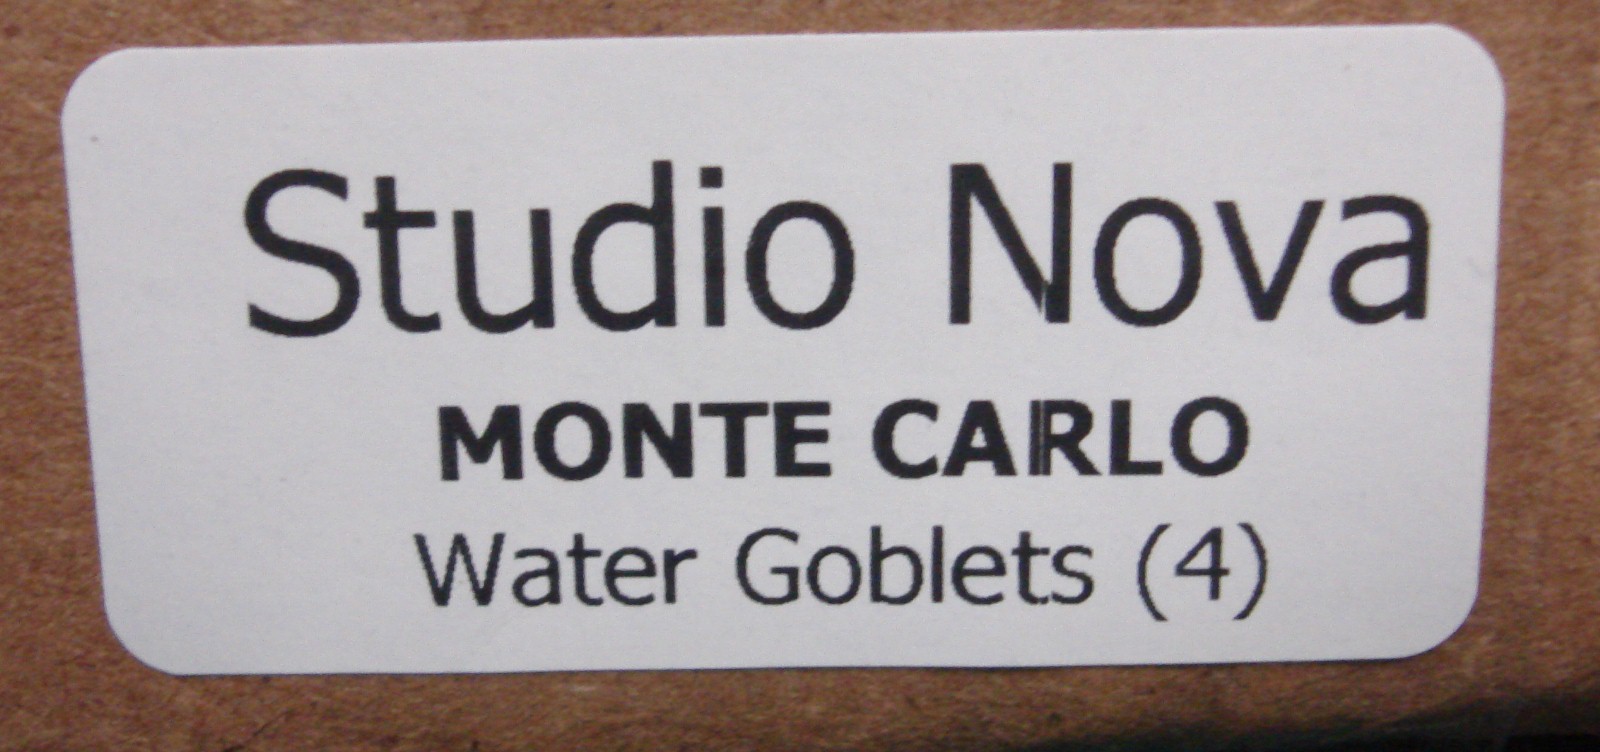 Studio Nova
MONTE CARLO
Water Goblets (4)